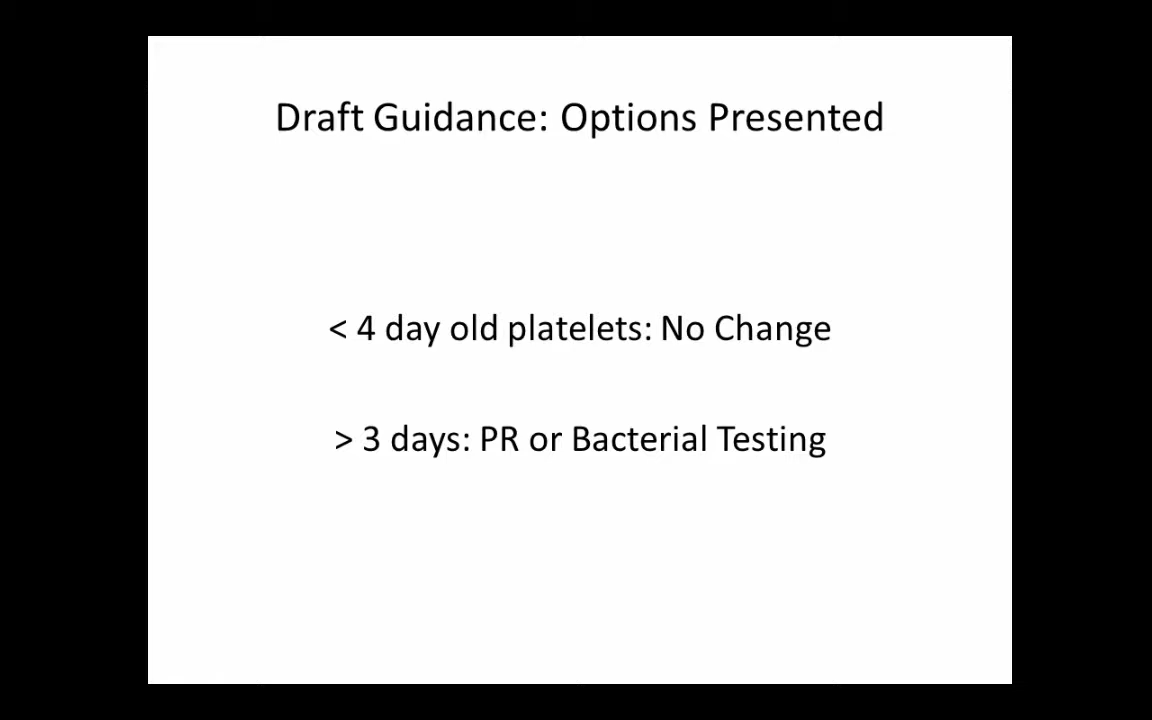 Draft Guidance: Options Presented
< 4 day old platelets: No Change
> 3 days: PR or Bacterial Testing